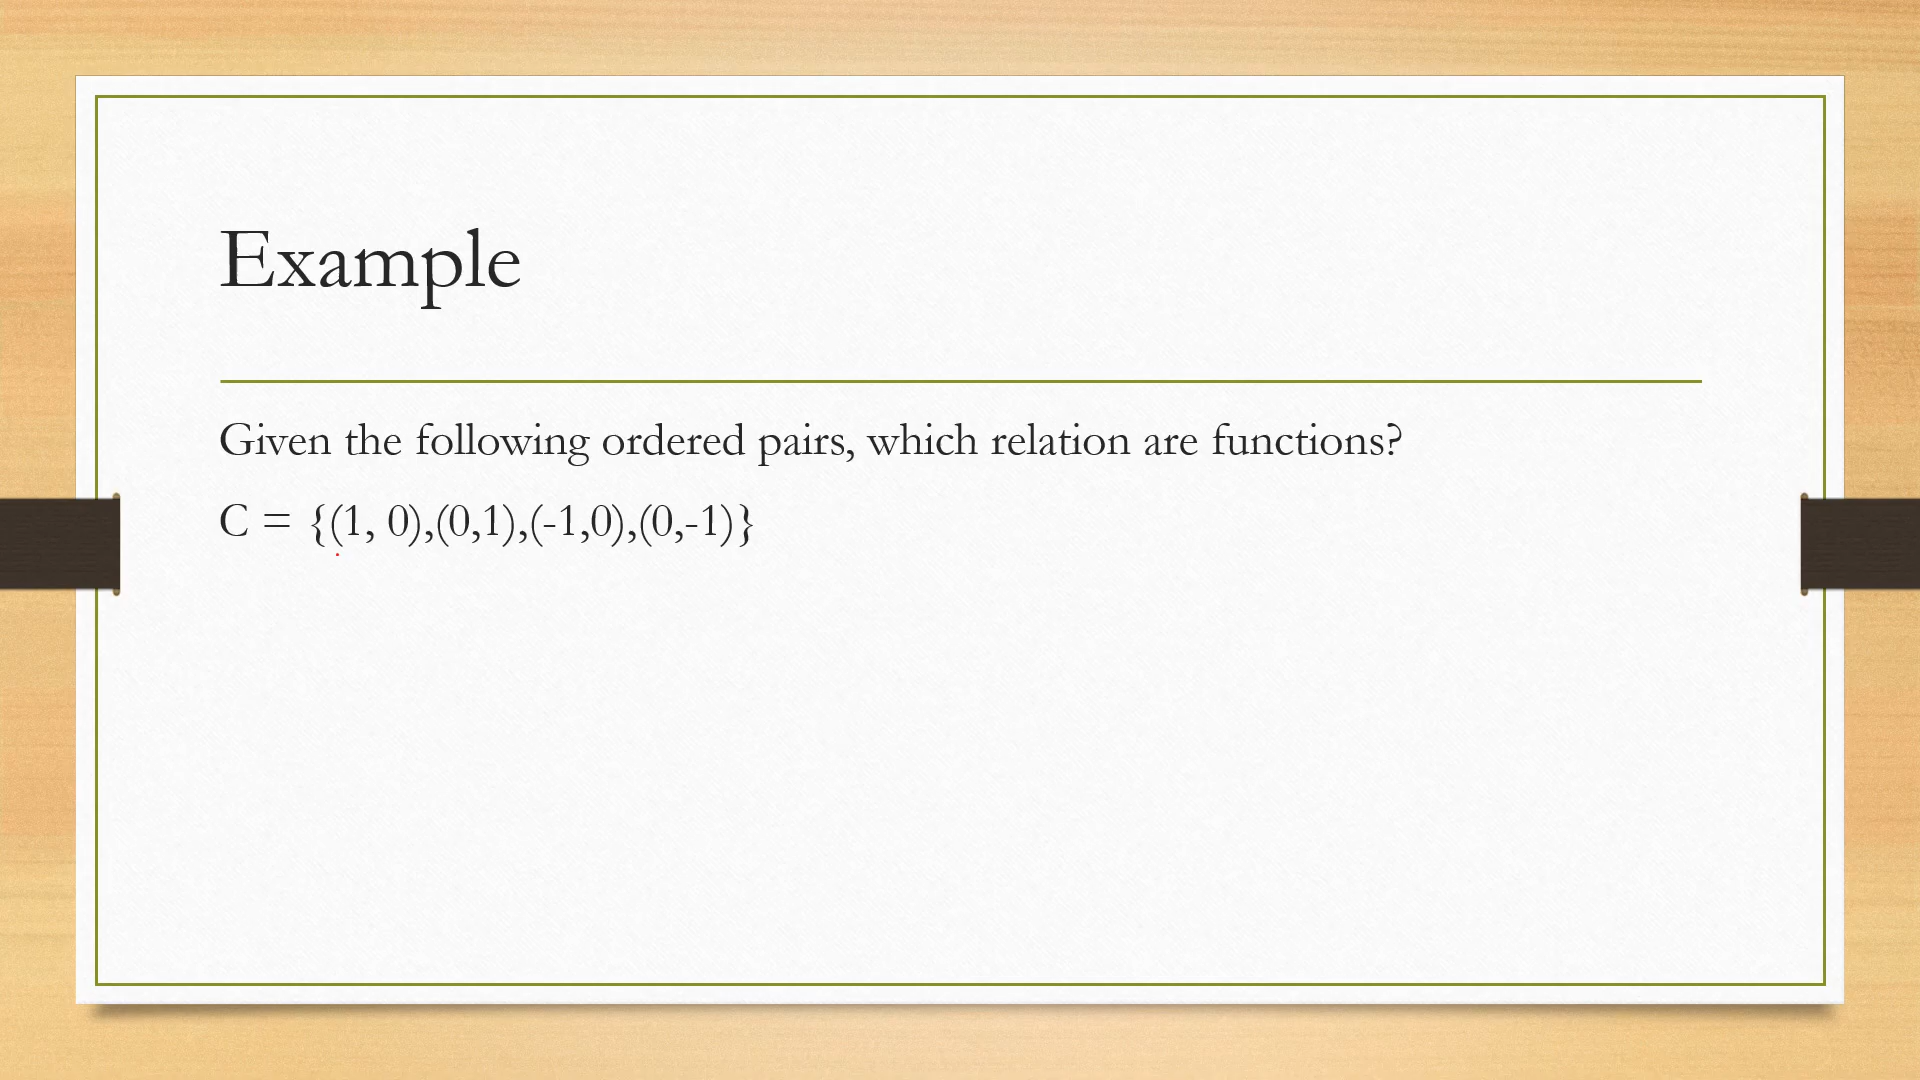 Example
Given the following ordered pairs, which relation are functions?
C = {(1, 0),(0,1),(-1,0),(0,-1)}